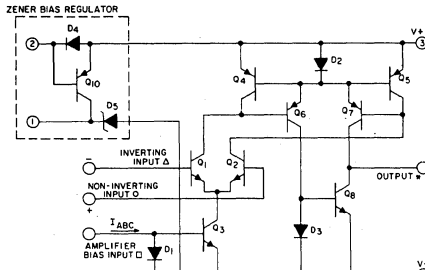 ZENER BIAS REGULATOR
D4
V+
2
3
D2
Q4
Q5
Q10
Q6
Q7
D5
1
INVERTING
INPUT Δ
Q1
Q2
−
NON-INVERTING
INPUT O
+
OUTPUT *
Q8
I ABC
Q3
AMPLIFIER
BIAS INPUT □
D1
D3